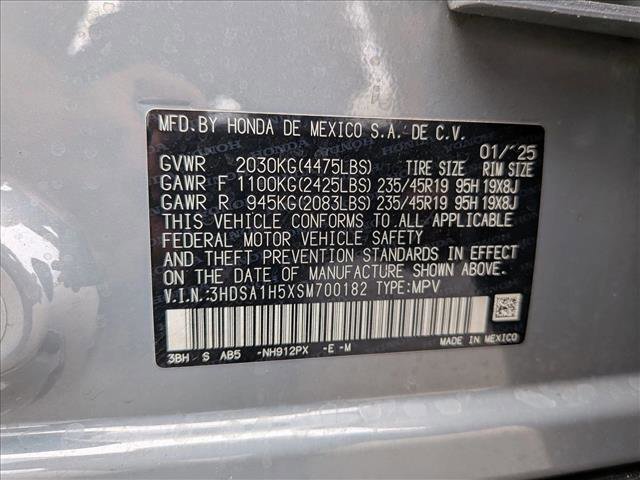 MFD.BY HONDA DE MEXICO S.A. DE C.V.
01/'25
GVWR 2030KG(4475LBS) TIRE SIZE RIM SIZE
GAWR F 1100KG(2425LBS) 235/45R19 95H 19X8J
GAWR R 945KG(2083LBS) 235/45R19 95H 19X8J
THIS VEHICLE CONFORMS TO ALL APPLICABLE
FEDERAL MOTOR VEHICLE SAFETY
AND THEFT PREVENTION STANDARDS IN EFFECT
ON THE DATE OF MANUFACTURE SHOWN ABOVE.
V.I.N.:3HDSA1H5XSM700182 TYPE:MPV
3BH S AB5 -NH912PX -E -M
MADE IN MEXICO